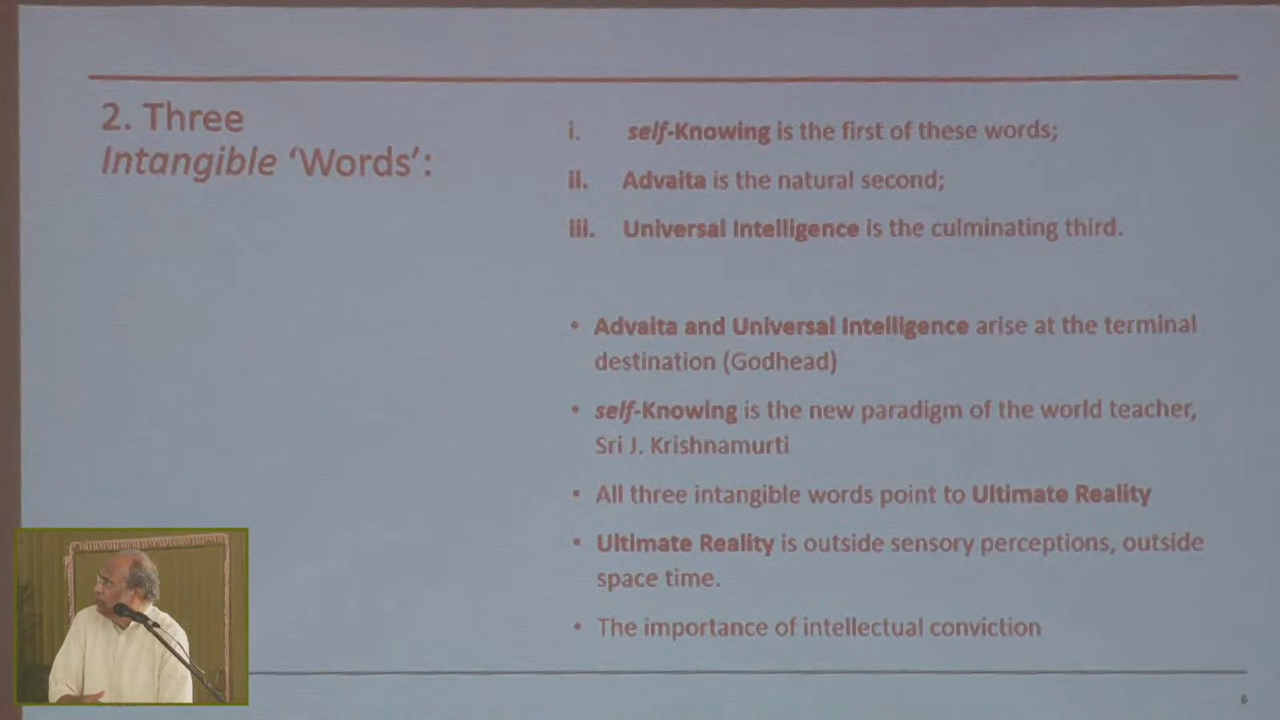 2. Three
Intangible ‘Words’:
i. self-Knowing is the first of these words;
ii. Advaita is the natural second;
iii. Universal Intelligence is the culminating third.
• Advaita and Universal Intelligence arise at the terminal
destination (Godhead)
• self-Knowing is the new paradigm of the world teacher,
Sri J. Krishnamurti
• All three intangible words point to Ultimate Reality
• Ultimate Reality is outside sensory perceptions, outside
space time.
• The importance of intellectual conviction
6